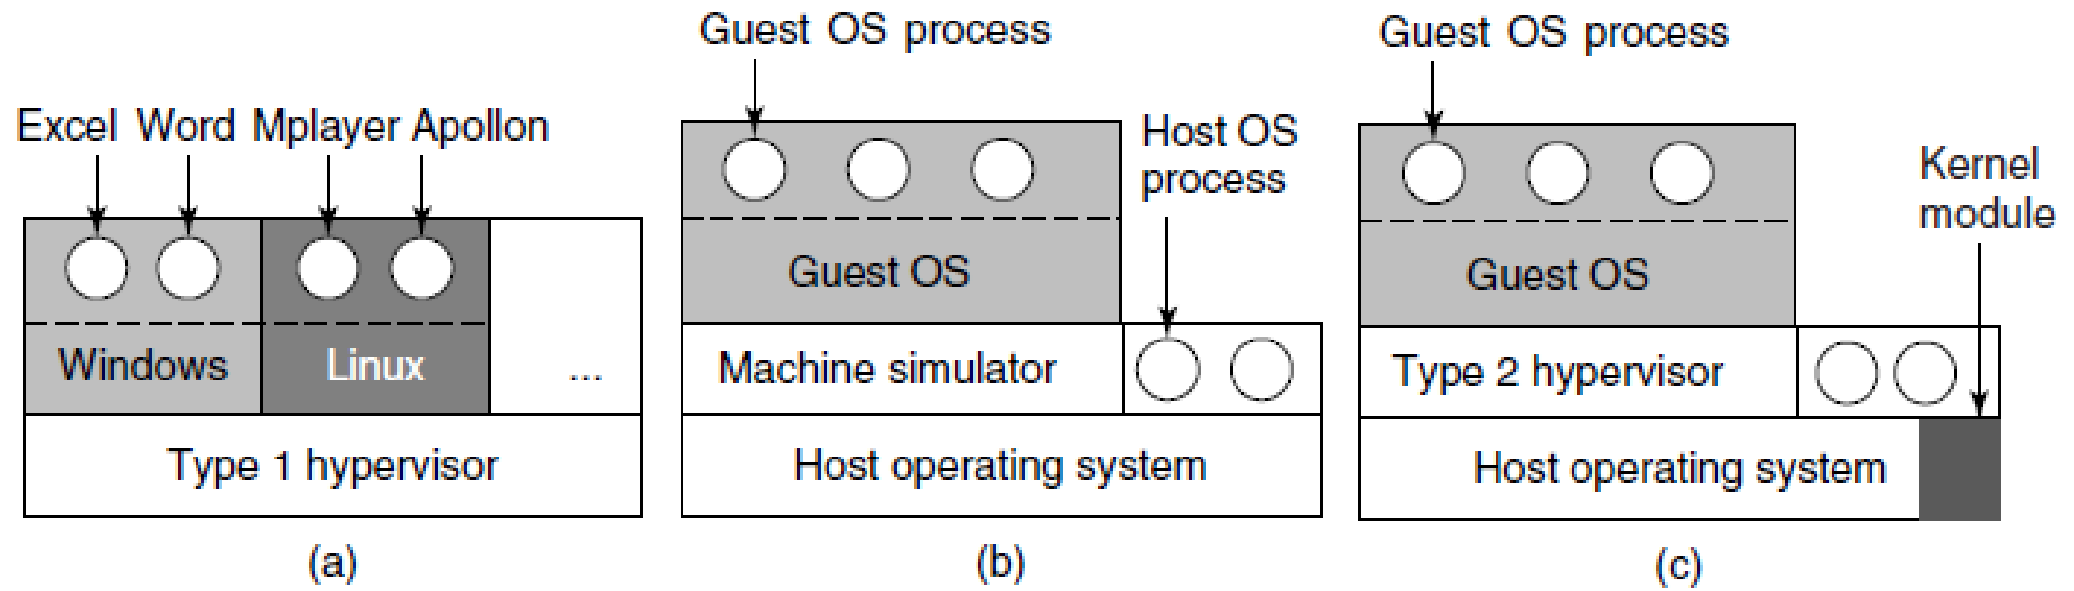 Excel Word Mplayer Apollon
Windows
Linux
...
Type 1 hypervisor
(a)
Guest OS process
Host OS
process
Guest OS
Machine simulator
Host operating system
(b)
Guest OS process
Kernel
module
Guest OS
Type 2 hypervisor
Host operating system
(c)